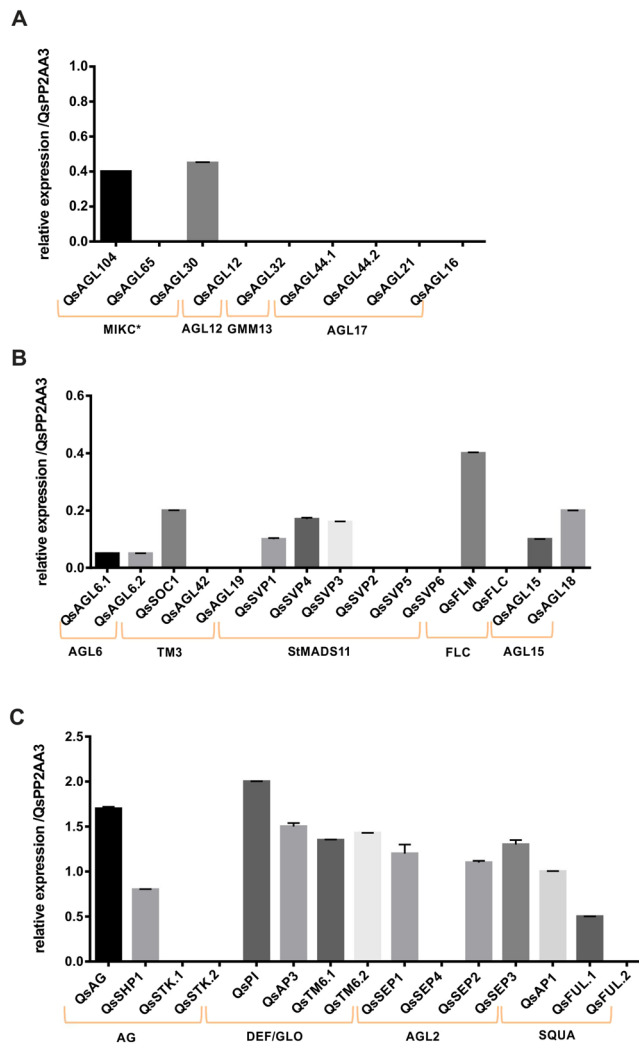 A
relative expression /QsPP2AA3
1.0
0.8
0.6
0.4
0.2
0.0
QsAGL104
QsAGL65
QsAGL30
QsAGL12
QsAGL32
QsAGL44.1
QsAGL44.2
QsAGL21
QsAGL16
MIKC* AGL12 GMM13 AGL17
B
relative expression /QsPP2AA3
0.6
0.4
0.2
0.0
QsAGL6.1
QsAGL6.2
QsSOC1
QsAGL42
QsAGL19
QsSVP1
QsSVP4
QsSVP3
QsSVP2
QsSVP5
QsSVP6
QsFLM
QsFLC
QsAGL15
QsAGL18
AGL6 TM3 StMADS11 FLC AGL15
C
relative expression /QsPP2AA3
2.5
2.0
1.5
1.0
0.5
0.0
QsAG
QsSHP1
QsSTK.1
QsSTK.2
QsPI
QsAP3
QsTM6.1
QsTM6.2
QsSEP1
QsSEP4
QsSEP2
QsSEP3
QsAP1
QsFUL.1
QsFUL.2
AG DEF/GLO AGL2 SQUA